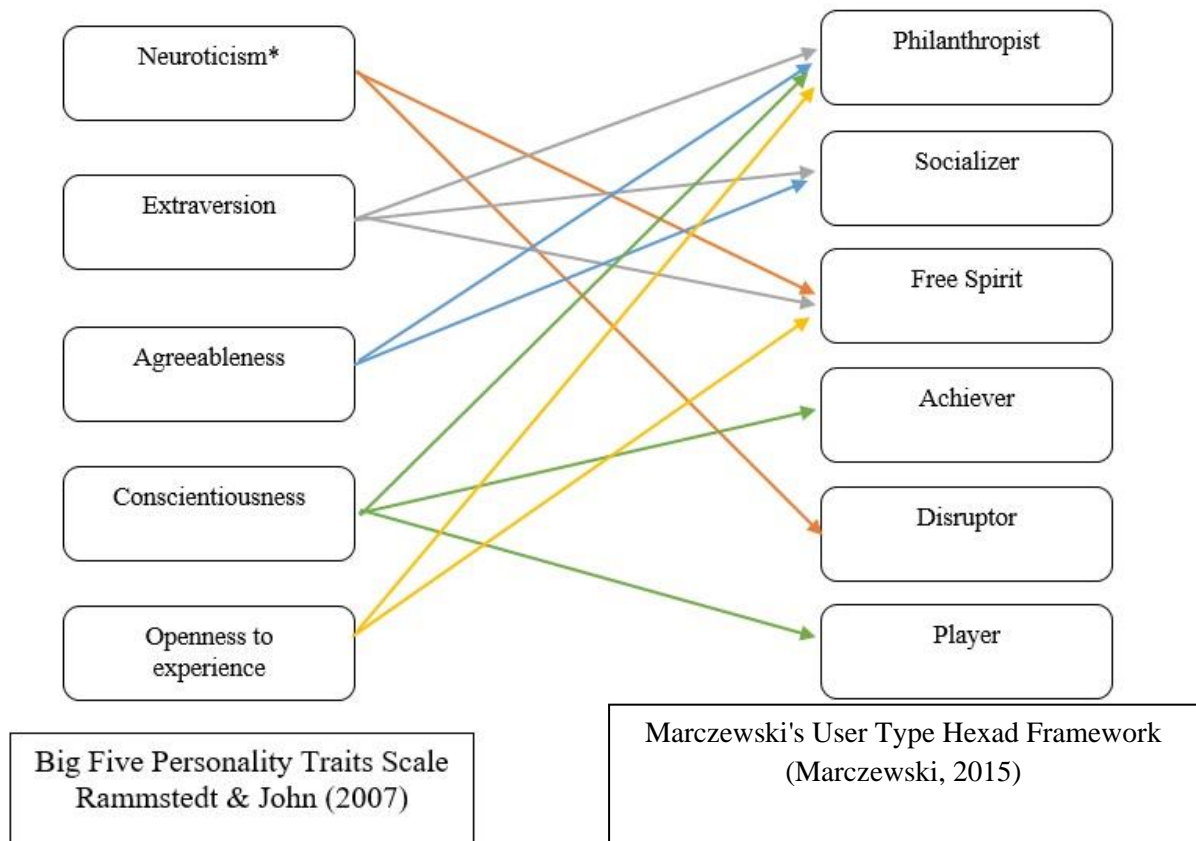 Neuroticism*
Extraversion
Agreeableness
Conscientiousness
Openness to
experience
Big Five Personality Traits Scale
Rammstedt & John (2007)
Philanthropist
Socializer
Free Spirit
Achiever
Disruptor
Player
Marczewski's User Type Hexad Framework
(Marczewski, 2015)